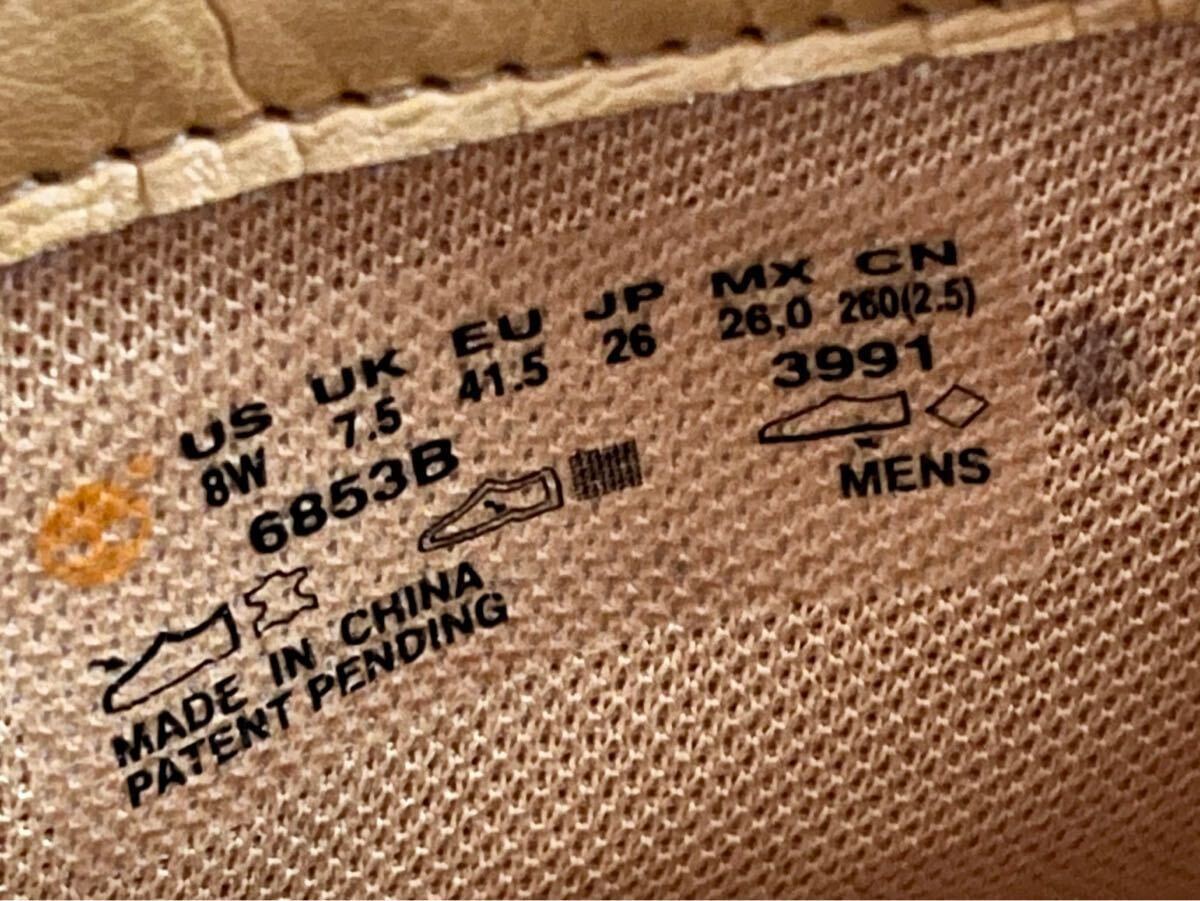 US UK EU JP MX CN
8W 7.5 41.5 26 26,0 260(2.5)
6853B 3991
MENS
MADE IN CHINA
PATENT PENDING